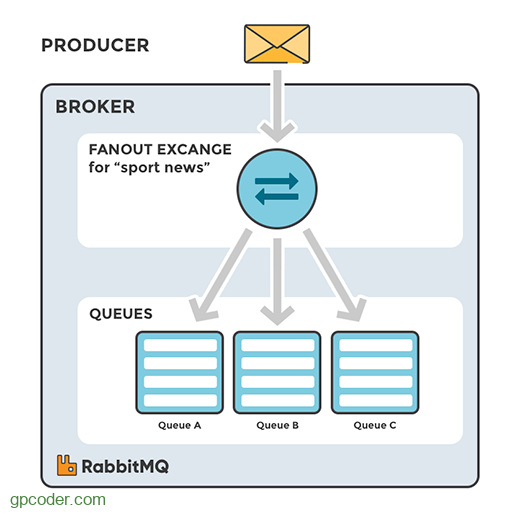 PRODUCER
BROKER
FANOUT EXCANGE
for “sport news”
QUEUES
Queue A
Queue B
Queue C
RabbitMQ
gpcoder.com